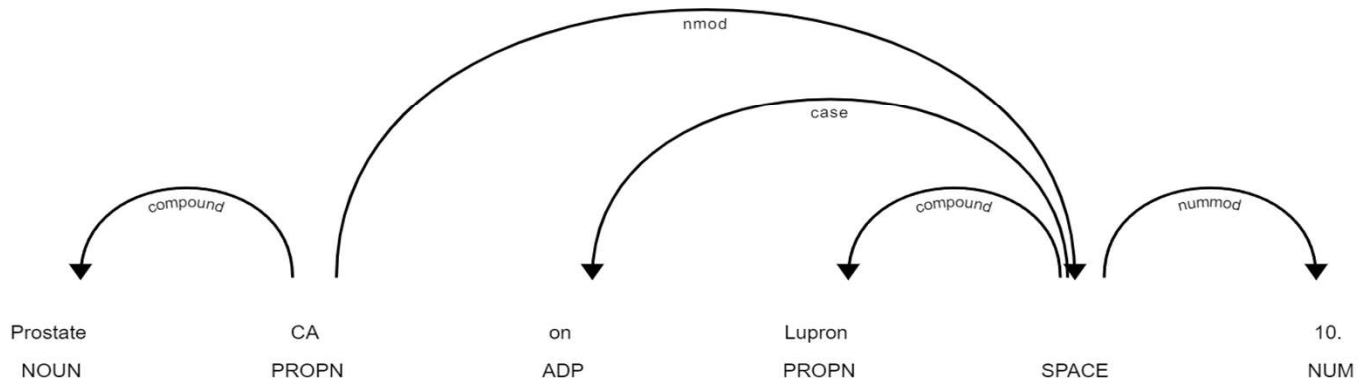 nmod
case
compound compound nummod
Prostate CA on Lupron 10.
NOUN PROPN ADP PROPN SPACE NUM